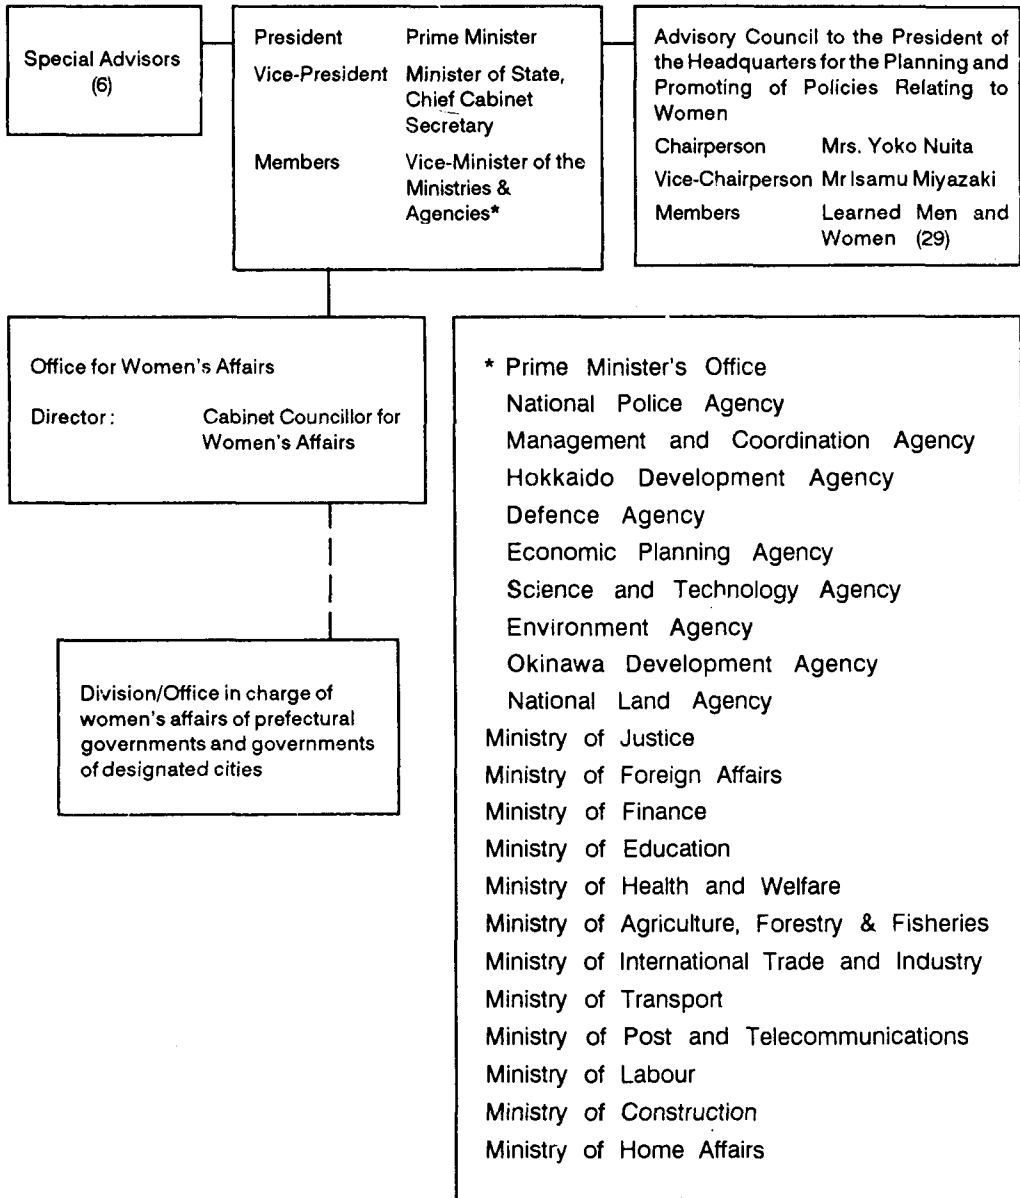 Special Advisors
(6)
President Prime Minister
Vice-President Minister of State,
Chief Cabinet
Secretary
Members Vice-Minister of the
Ministries &
Agencies*
Advisory Council to the President of
the Headquarters for the Planning and
Promoting of Policies Relating to
Women
Chairperson Mrs. Yoko Nuita
Vice-Chairperson Mr Isamu Miyazaki
Members Learned Men and
Women (29)
Office for Women's Affairs
Director: Cabinet Councillor for
Women's Affairs
Division/Office in charge of
women's affairs of prefectural
governments and governments
of designated cities
* Prime Minister's Office
National Police Agency
Management and Coordination Agency
Hokkaido Development Agency
Defence Agency
Economic Planning Agency
Science and Technology Agency
Environment Agency
Okinawa Development Agency
National Land Agency
Ministry of Justice
Ministry of Foreign Affairs
Ministry of Finance
Ministry of Education
Ministry of Health and Welfare
Ministry of Agriculture, Forestry & Fisheries
Ministry of International Trade and Industry
Ministry of Transport
Ministry of Post and Telecommunications
Ministry of Labour
Ministry of Construction
Ministry of Home Affairs